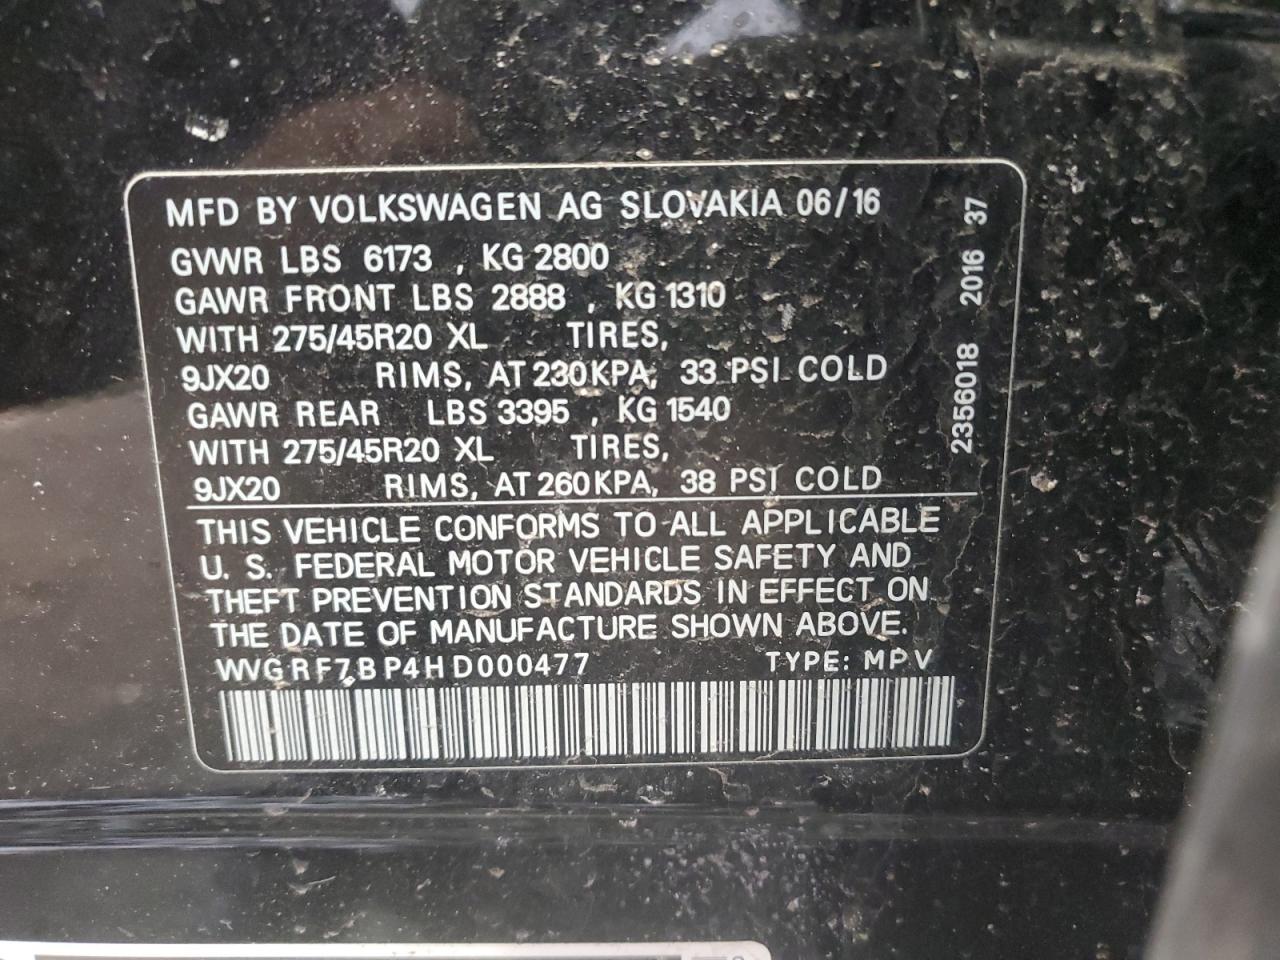 MFD BY VOLKSWAGEN AG SLOVAKIA 06/16
GVWR LBS 6173 , KG 2800
GAWR FRONT LBS 2888 , KG 1310
WITH 275/45R20 XL TIRES,
9JX20 RIMS, AT 230KPA, 33 PSI COLD
GAWR REAR LBS 3395 , KG 1540
WITH 275/45R20 XL TIRES,
9JX20 RIMS, AT 260KPA, 38 PSI COLD
THIS VEHICLE CONFORMS TO ALL APPLICABLE
U. S. FEDERAL MOTOR VEHICLE SAFETY AND
THEFT PREVENTION STANDARDS IN EFFECT ON
THE DATE OF MANUFACTURE SHOWN ABOVE.
WVGRF7BP4HD000477 TYPE: MPV
2356018 2016 37